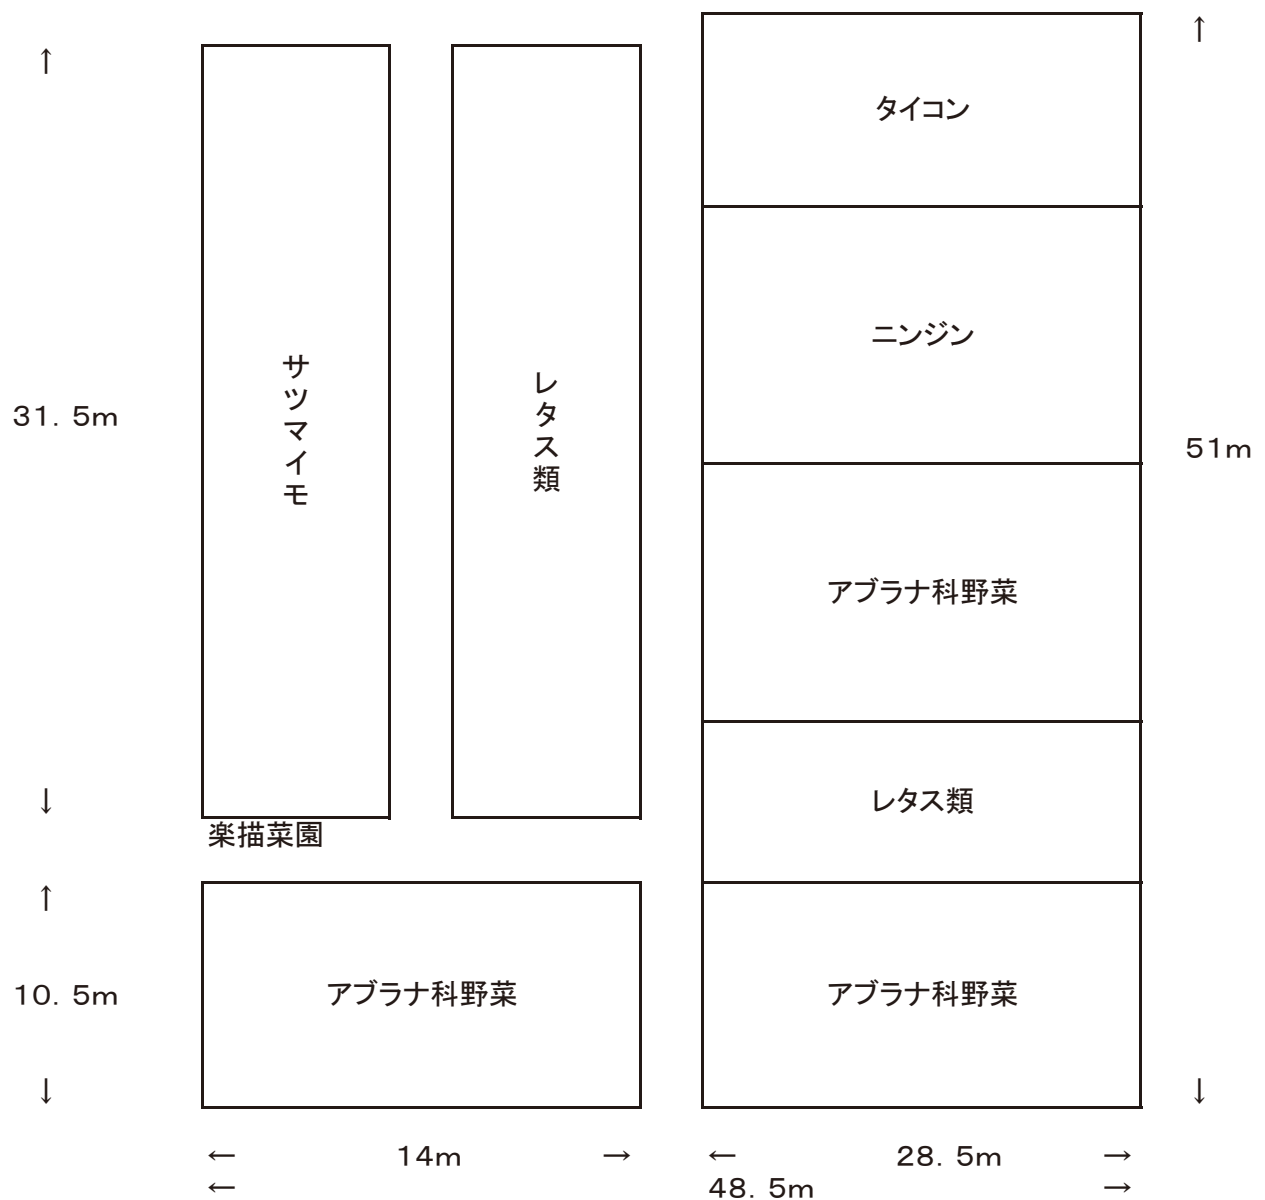 ↑
↑
タイコン
ニンジン
サツマイモ
レタス類
31. 5m
51m
アブラナ科野菜
↓
レタス類
楽描菜園
↑
アブラナ科野菜
アブラナ科野菜
10. 5m
↓
↓
← 14m →
← 28. 5m →
← 48. 5m →